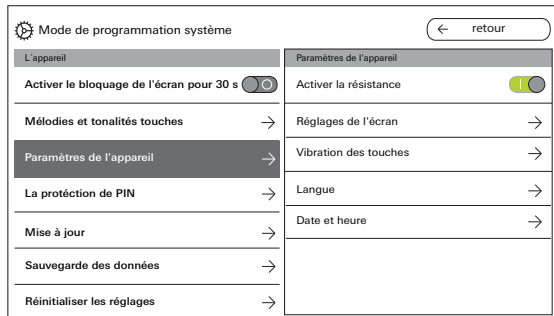 Mode de programmation système
← retour
L´appareil
Activer le bloquage de l'écran pour 30 s
Mélodies et tonalités touches
Paramètres de l'appareil
La protéction de PIN
Mise à jour
Sauvegarde des données
Réinitialiser les réglages
Paramètres de l'appareil
Activer la résistance
Réglages de l'écran
Vibration des touches
Langue
Date et heure